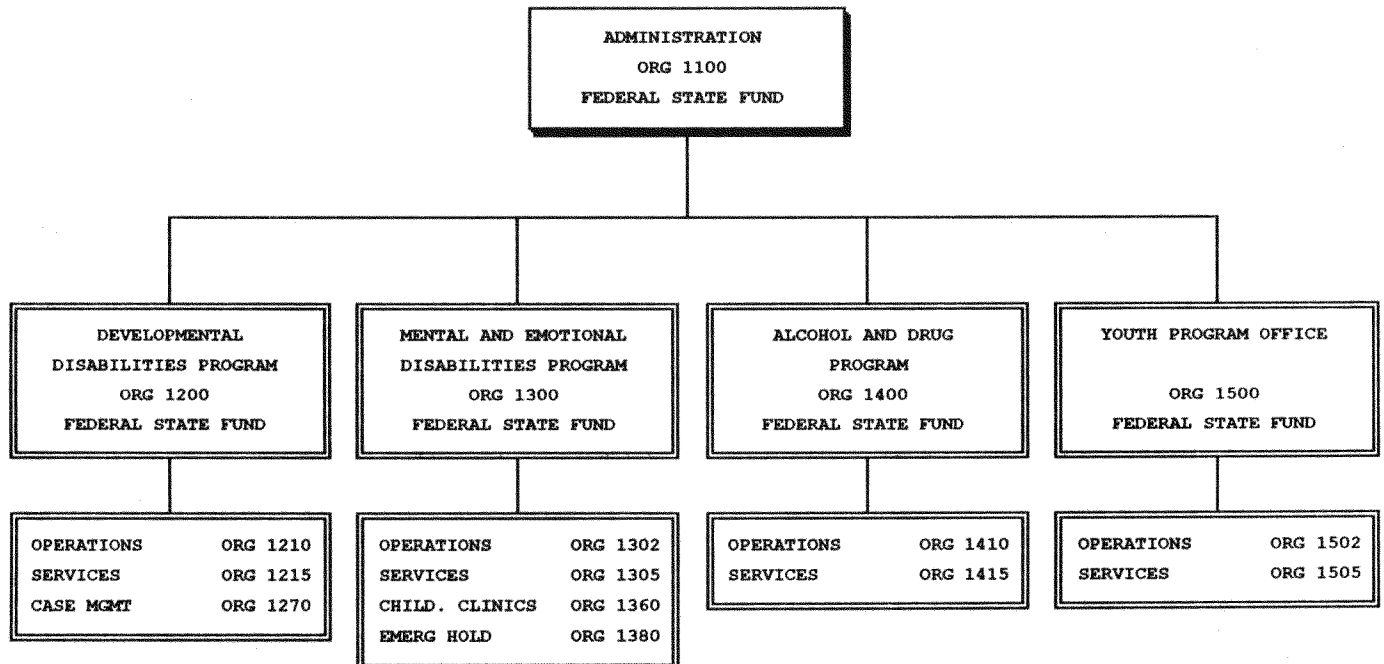 ADMINISTRATION
ORG 1100
FEDERAL STATE FUND
DEVELOPMENTAL
DISABILITIES PROGRAM
ORG 1200
FEDERAL STATE FUND
MENTAL AND EMOTIONAL
DISABILITIES PROGRAM
ORG 1300
FEDERAL STATE FUND
ALCOHOL AND DRUG
PROGRAM
ORG 1400
FEDERAL STATE FUND
YOUTH PROGRAM OFFICE
ORG 1500
FEDERAL STATE FUND
OPERATIONS ORG 1210
SERVICES ORG 1215
CASE MGMT ORG 1270
OPERATIONS ORG 1302
SERVICES ORG 1305
CHILD. CLINICS ORG 1360
EMERG HOLD ORG 1380
OPERATIONS ORG 1410
SERVICES ORG 1415
OPERATIONS ORG 1502
SERVICES ORG 1505